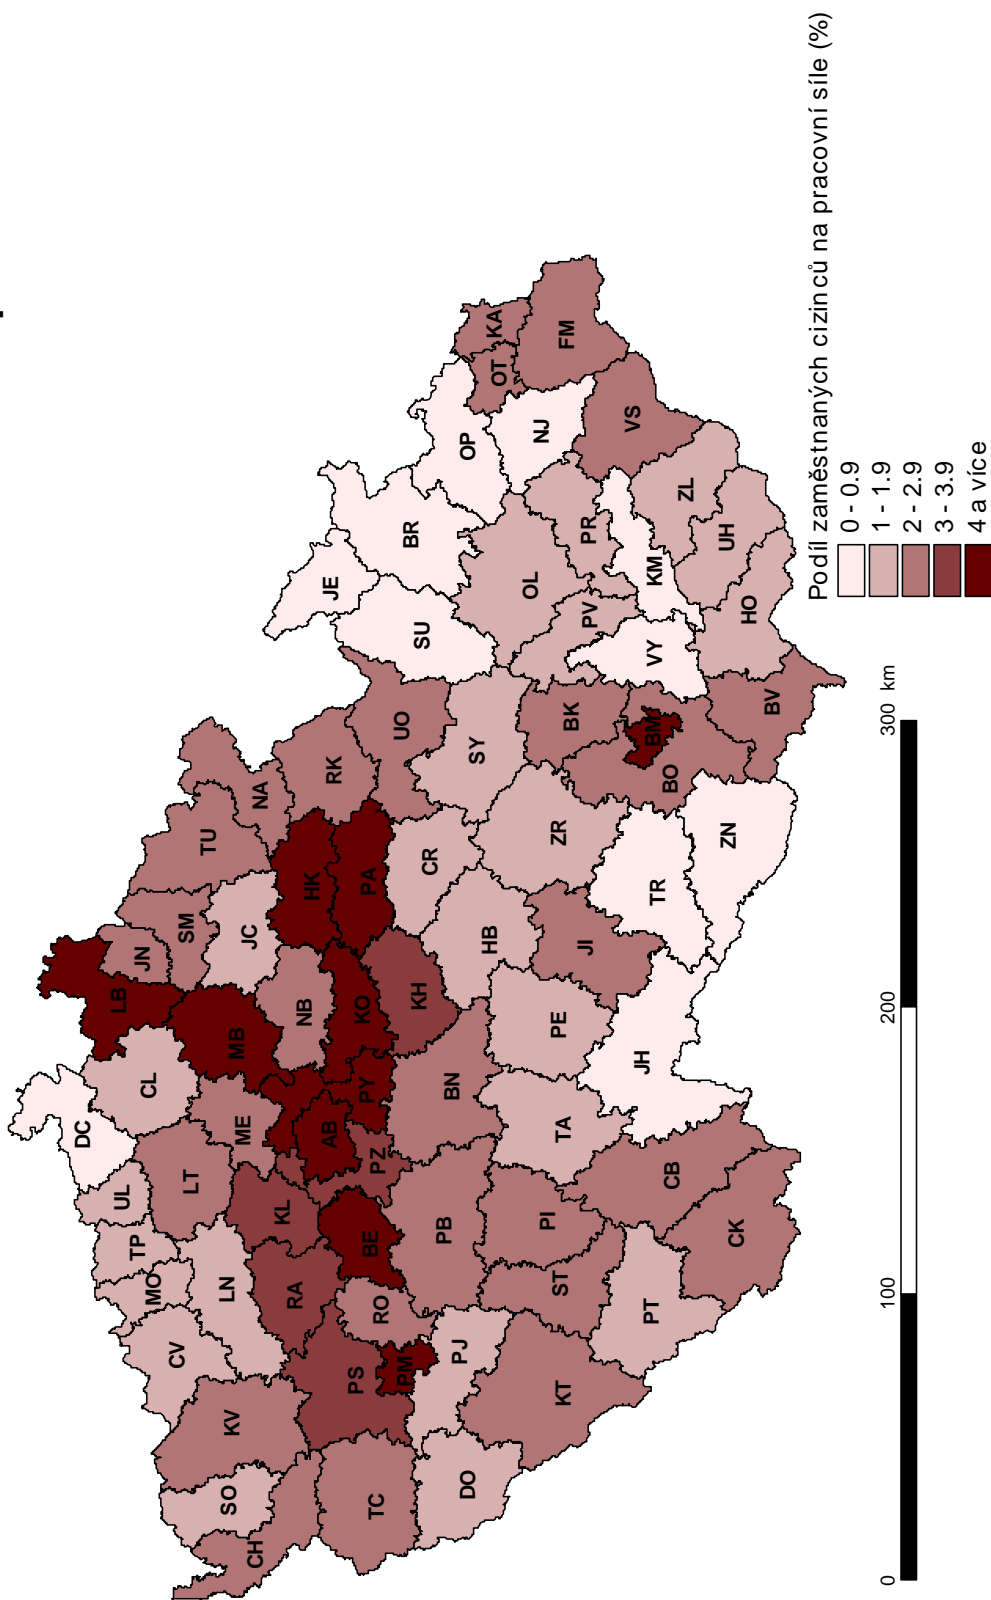 KA
OT
FM
OP
NJ
VS
BR
JE
OL
PR
ZL
KM
UH
SU
PV
VY
HO
UO
SY
BK
BM
BV
BO
RK
NA
TU
ZR
CR
ZN
TR
HK
PA
SM
JC
HB
JI
JN
LB
NB
KO
KH
PE
MB
JH
CL
PY
BN
TA
DC
ME
AB
PZ
CB
UL
LT
KL
BE
PB
PI
CK
TP
MO
LN
RA
RO
ST
PT
CV
PS
PM
PJ
KT
KV
SO
TC
DO
CH
Podíl zaměstnaných cizinců na pracovní síle (%)
0 - 0.9
1 - 1.9
2 - 2.9
3 - 3.9
4 a více
0
100
200
300 km